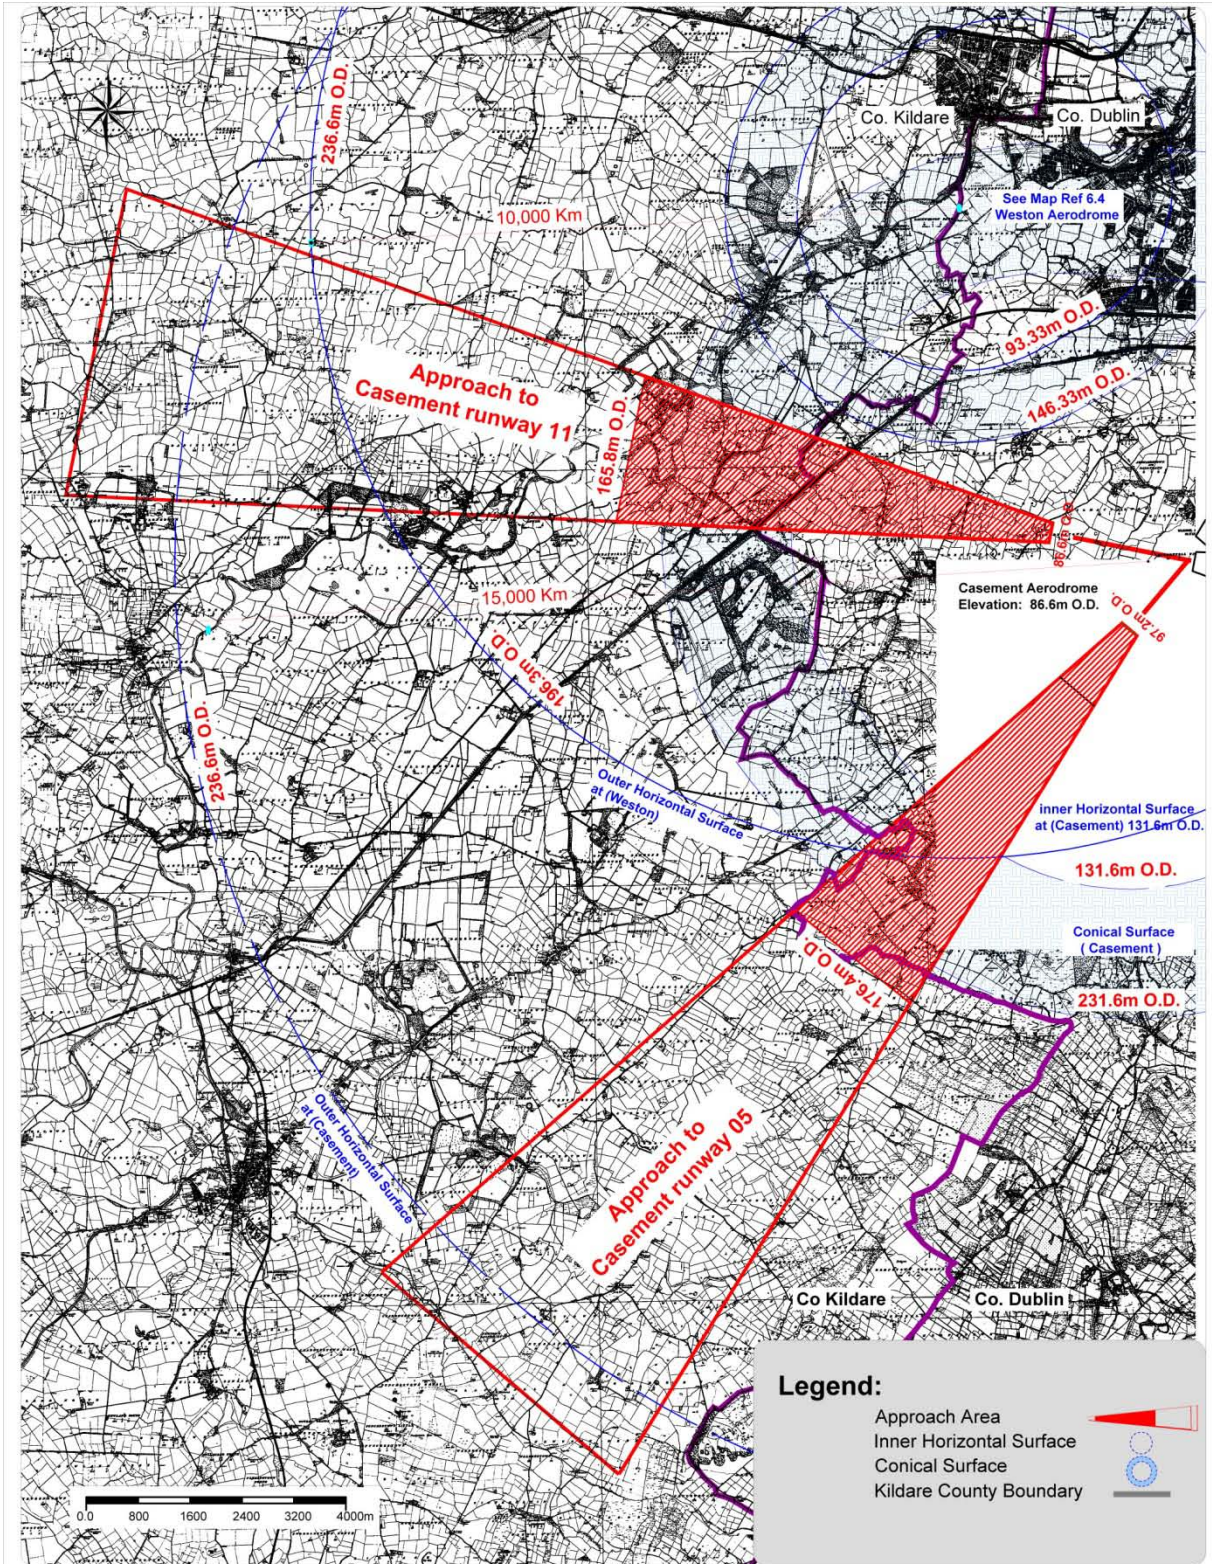 Co. Kildare
Co. Dublin
236.6m O.D.
See Map Ref 6.4
Weston Aerodrome
10,000 Km
93.33m O.D.
146.33m O.D.
Approach to
Casement runway 11
165.8m O.D.
86.6m O.D.
Casement Aerodrome
Elevation: 86.6m O.D.
97.2m O.D.
15,000 Km
196.3m O.D.
236.6m O.D.
Outer Horizontal Surface
at (Weston)
inner Horizontal Surface
at (Casement) 131.6m O.D.
131.6m O.D.
Conical Surface
( Casement )
176.4m O.D.
231.6m O.D.
Outer Horizontal Surface
at (Casement)
Approach to
Casement runway 05
Co Kildare
Co. Dublin
Legend:
Approach Area
Inner Horizontal Surface
Conical Surface
Kildare County Boundary
0 800 1600 2400 3200 4000m